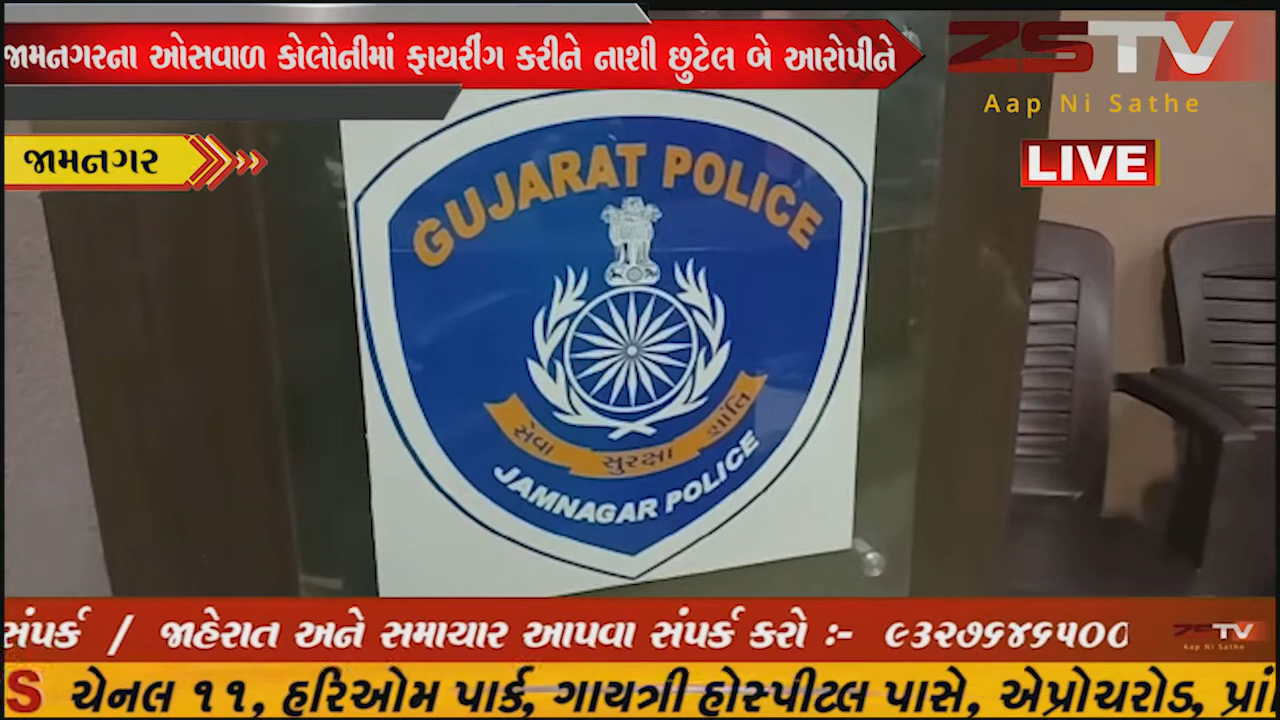 જામનગરના ઓસવાળ કોલોનીમાં ફાયરીંગ કરીને નાશી છુટેલ બે આરોપીને
ZSTV
Aap Ni Sathe
જામનગર
LIVE
GUJARAT POLICE
સેવા સુરક્ષા શાંતિ
JAMNAGAR POLICE
સંપર્ક / જાહેરાત અને સમાચાર આપવા સંપર્ક કરો :- ૯૩૨૭૬૪૬૫૦૦
ZSTV
Aap Ni Sathe
S ચેનલ ૧૧, હરિઓમ પાર્ક, ગાયત્રી હોસ્પીટલ પાસે, એપ્રોચરોડ, પ્રાં